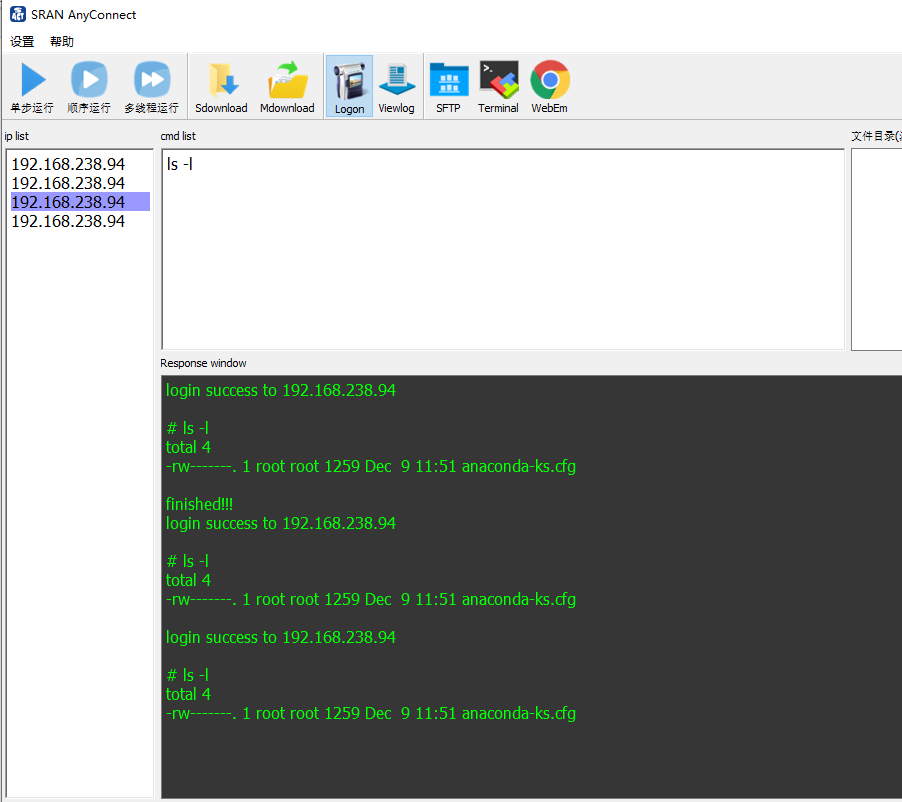 SRAN AnyConnect
设置 帮助
单步运行 顺序运行 多线程运行 Sdownload Mdownload Logon Viewlog SFTP Terminal WebEm
ip list
192.168.238.94
192.168.238.94
192.168.238.94
192.168.238.94
cmd list
ls -l
文件目录(
Response window
login success to 192.168.238.94
# ls -l
total 4
-rw-------. 1 root root 1259 Dec  9 11:51 anaconda-ks.cfg
finished!!!
login success to 192.168.238.94
# ls -l
total 4
-rw-------. 1 root root 1259 Dec  9 11:51 anaconda-ks.cfg
login success to 192.168.238.94
# ls -l
total 4
-rw-------. 1 root root 1259 Dec  9 11:51 anaconda-ks.cfg